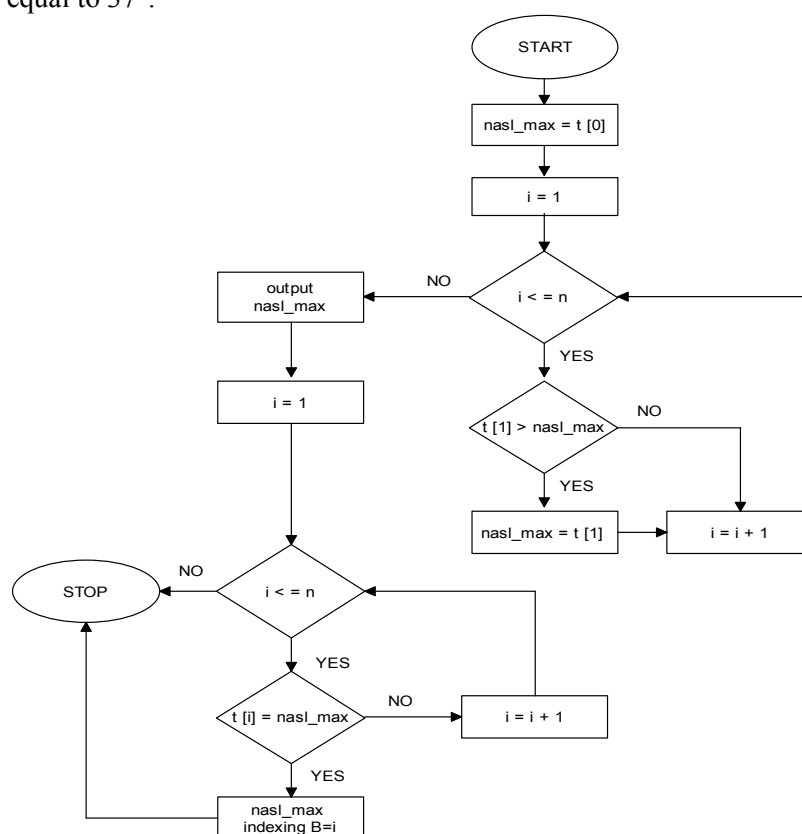 equal to 37°.
START
nasl_max = t [0]
i = 1
i <= n
NO
output
nasl_max
YES
i = 1
t [1] > nasl_max
NO
YES
nasl_max = t [1]
i = i + 1
i <= n
NO
STOP
YES
t [i] = nasl_max
NO
i = i + 1
YES
nasl_max
indexing B=i